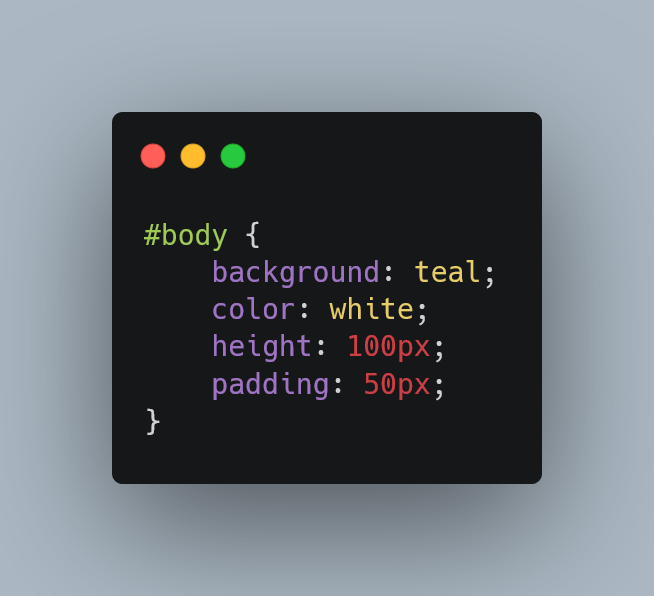 #body {
    background: teal;
    color: white;
    height: 100px;
    padding: 50px;
}